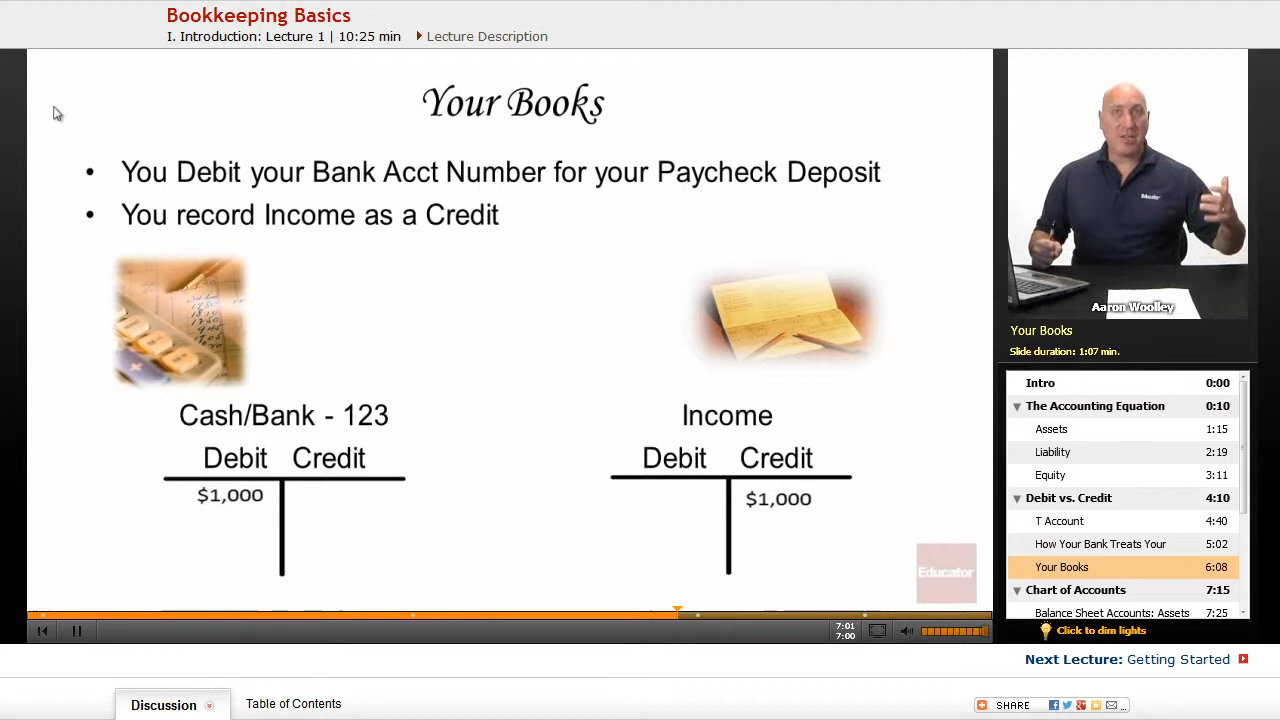 Bookkeeping Basics
I. Introduction: Lecture 1 | 10:25 min
Lecture Description
Your Books
• You Debit your Bank Acct Number for your Paycheck Deposit
• You record Income as a Credit
Cash/Bank - 123
Debit Credit
$1,000
Income
Debit Credit
$1,000
Educator
Educator
Aaron Woolley
Your Books
Slide duration: 1:07 min.
Intro 0:00
The Accounting Equation 0:10
Assets 1:15
Liability 2:19
Equity 3:11
Debit vs. Credit 4:10
T Account 4:40
How Your Bank Treats Your 5:02
Your Books 6:08
Chart of Accounts 7:15
Balance Sheet Accounts: Assets 7:25
Click to dim lights
7:01
7:00
Next Lecture: Getting Started
Discussion
Table of Contents
SHARE